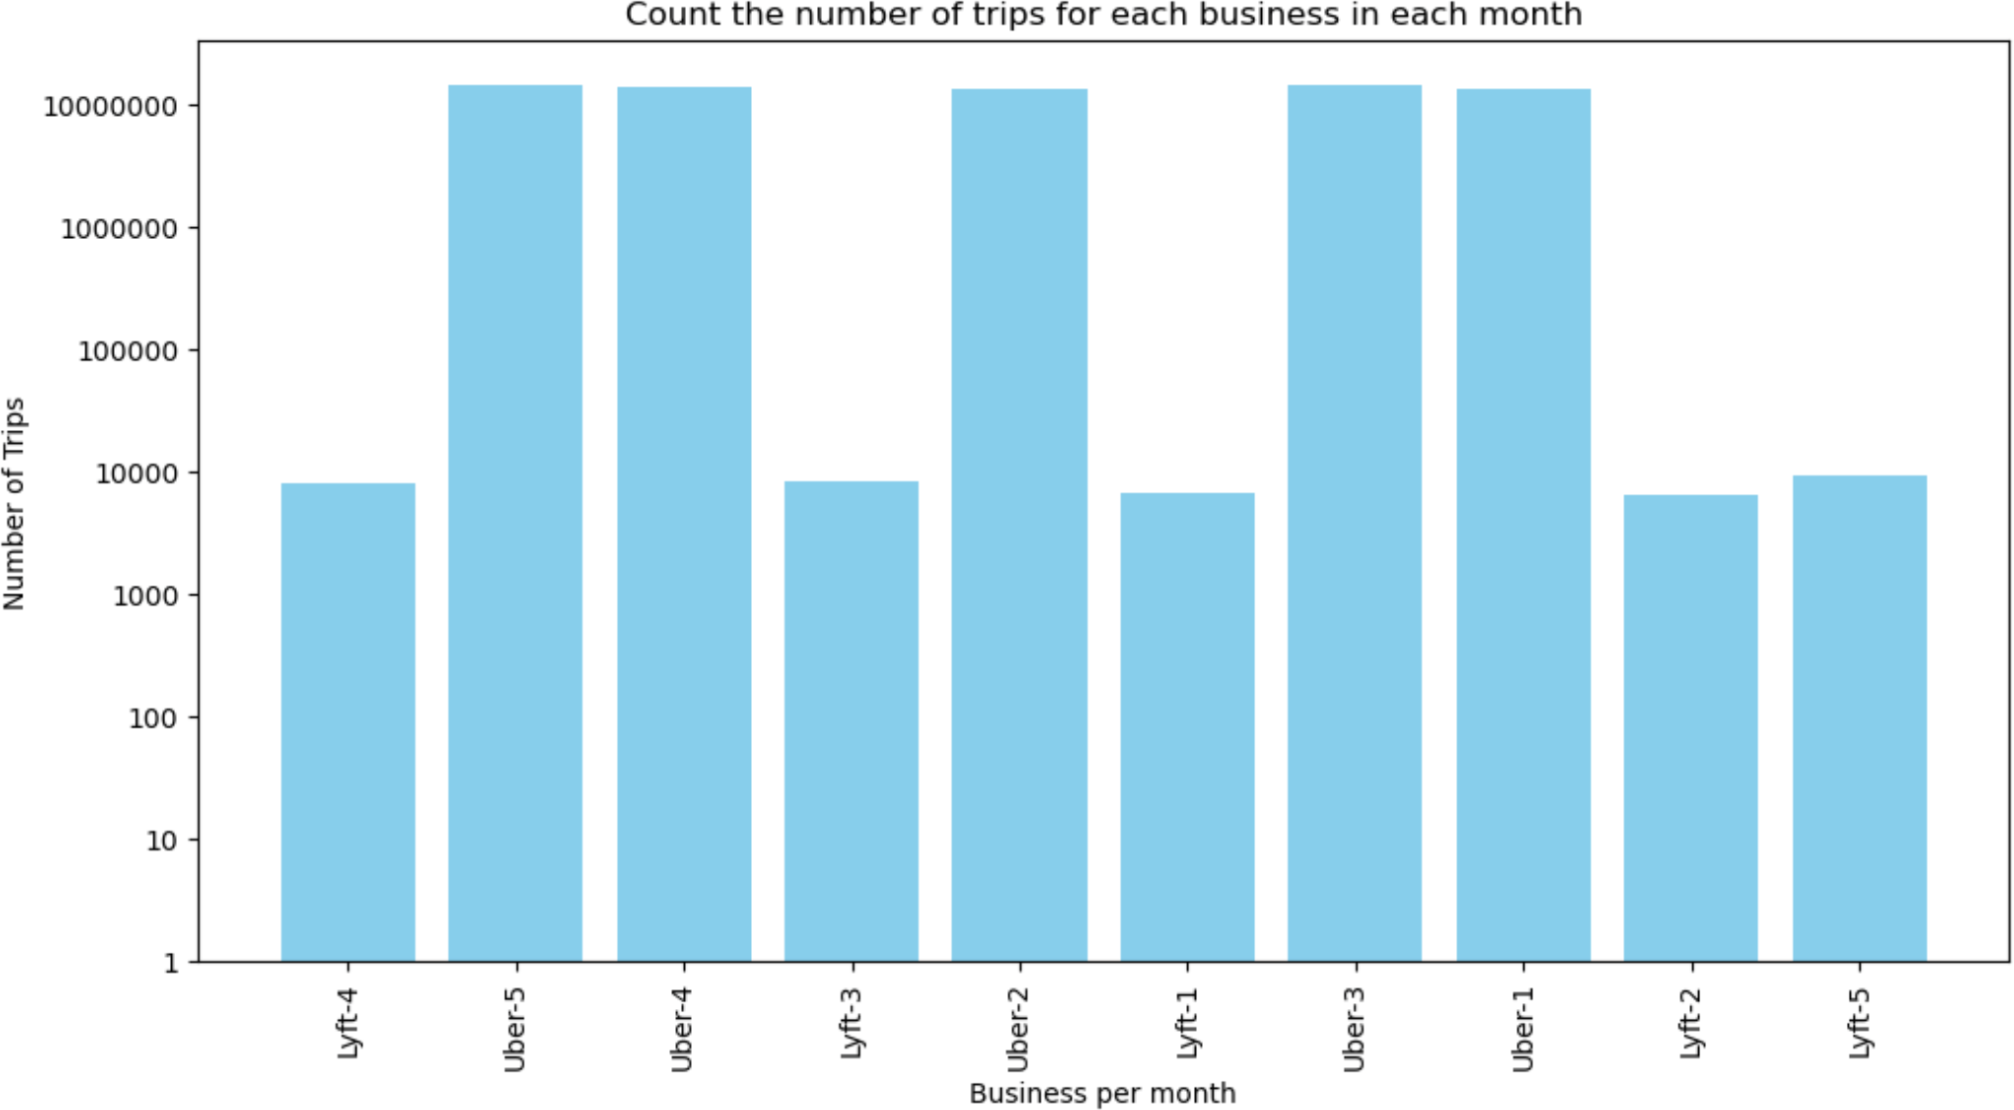 Count the number of trips for each business in each month
Number of Trips
10000000
1000000
100000
10000
1000
100
10
1
Lyft-4
Uber-5
Uber-4
Lyft-3
Uber-2
Lyft-1
Uber-3
Uber-1
Lyft-2
Lyft-5
Business per month